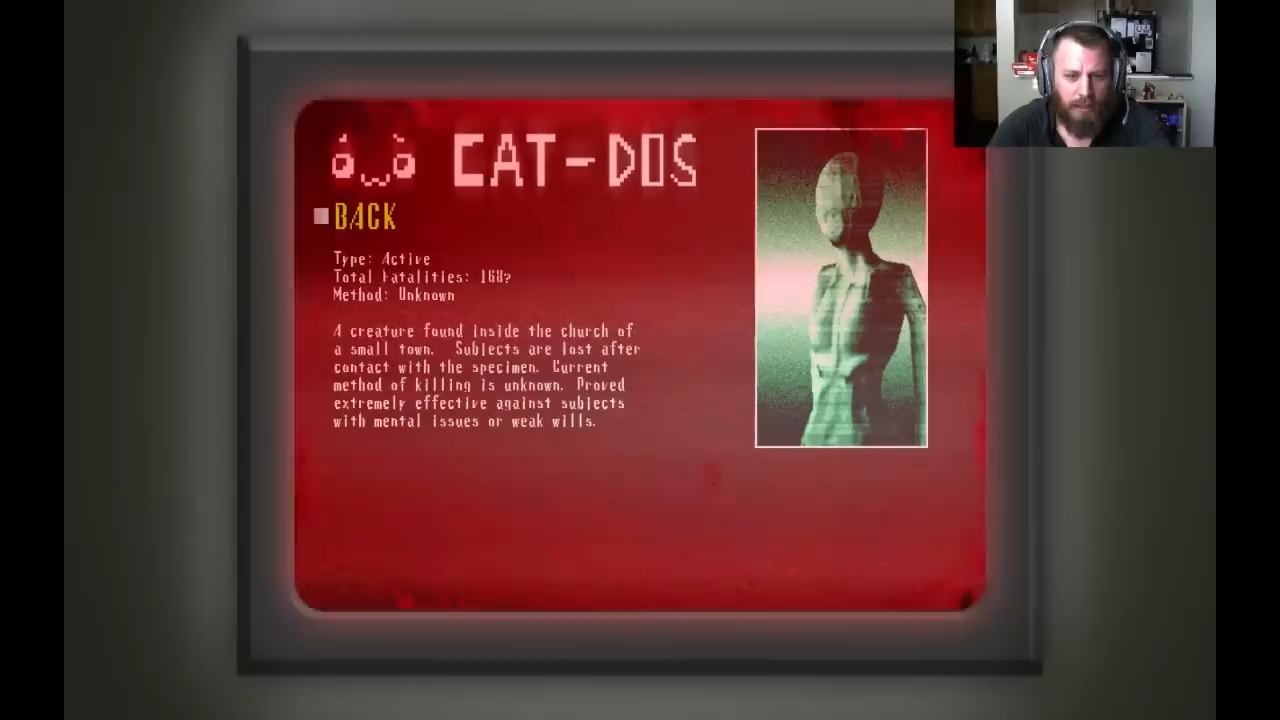 CAT-DOS
BACK
Type: Active
Total Fatalities: 168?
Method: Unknown
A creature found inside the church of
a small town. Subjects are lost after
contact with the specimen. Current
method of killing is unknown. Proved
extremely effective against subjects
with mental issues or weak wills.